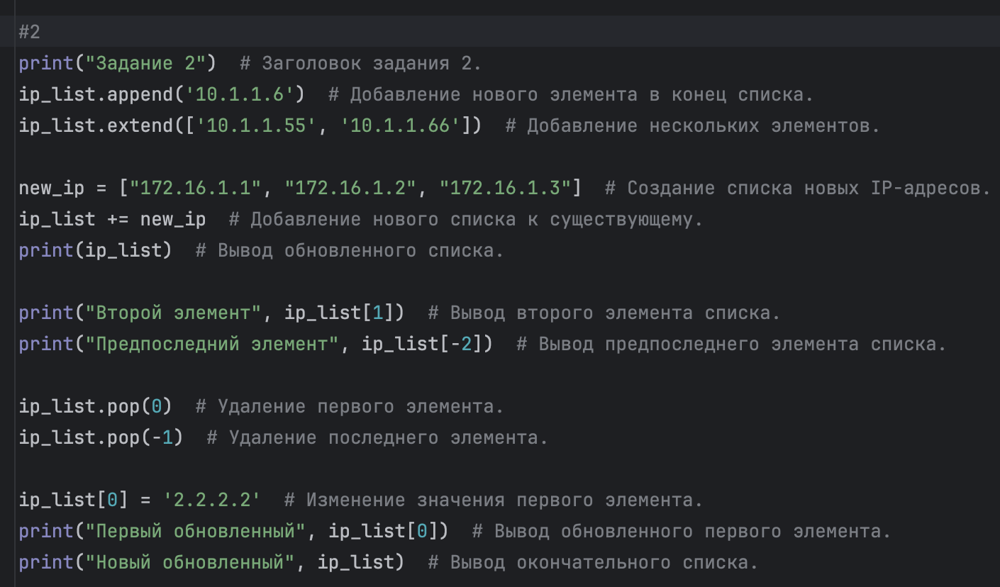 #2
print("Задание 2")  # Заголовок задания 2.
ip_list.append('10.1.1.6')  # Добавление нового элемента в конец списка.
ip_list.extend(['10.1.1.55', '10.1.1.66'])  # Добавление нескольких элементов.
new_ip = ["172.16.1.1", "172.16.1.2", "172.16.1.3"]  # Создание списка новых IP-адресов.
ip_list += new_ip  # Добавление нового списка к существующему.
print(ip_list)  # Вывод обновленного списка.
print("Второй элемент", ip_list[1])  # Вывод второго элемента списка.
print("Предпоследний элемент", ip_list[-2])  # Вывод предпоследнего элемента списка.
ip_list.pop(0)  # Удаление первого элемента.
ip_list.pop(-1)  # Удаление последнего элемента.
ip_list[0] = '2.2.2.2'  # Изменение значения первого элемента.
print("Первый обновленный", ip_list[0])  # Вывод обновленного первого элемента.
print("Новый обновленный", ip_list)  # Вывод окончательного списка.